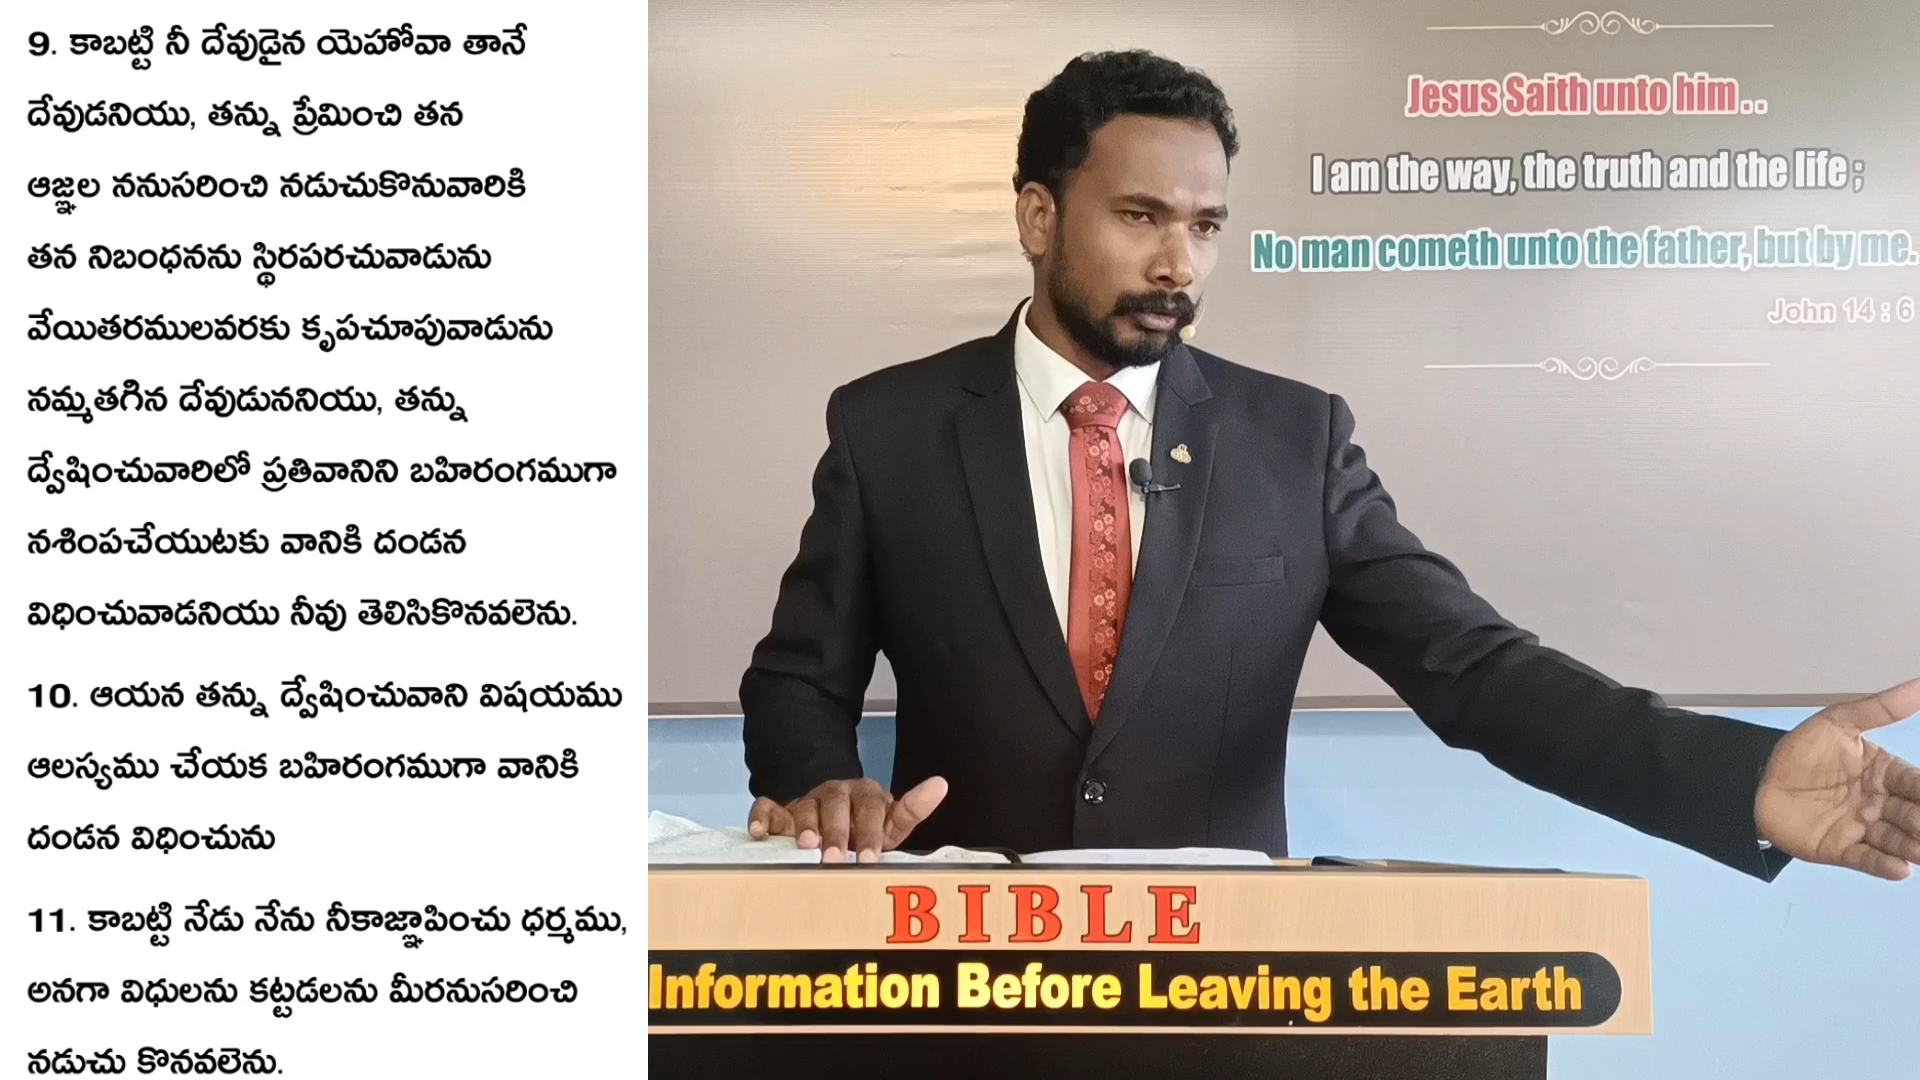 9. కాబట్టి నీ దేవుడైన యెహోవా తానే
దేవుడనియు, తన్ను ప్రేమించి తన
ఆజ్ఞల ననుసరించి నడుచుకొనువారికి
తన నిబంధనను స్థిరపరచువాడును
వేయితరములవరకు కృపచూపువాడును
నమ్మతగిన దేవుడుననియు, తన్ను
ద్వేషించువారిలో ప్రతివానిని బహిరంగముగా
నశింపచేయుటకు వానికి దండన
విధించువాడనియు నీవు తెలిసికొనవలెను.
10. ఆయన తన్ను ద్వేషించువాని విషయము
ఆలస్యము చేయక బహిరంగముగా వానికి
దండన విధించును
11. కాబట్టి నేడు నేను నీకాజ్ఞాపించు ధర్మము,
అనగా విధులను కట్టడలను మీరనుసరించి
నడుచు కొనవలెను.
Jesus Saith unto him . .
I am the way, the truth and the life ;
No man cometh unto the father, but by me.
John 14 : 6
BIBLE
Information Before Leaving the Earth